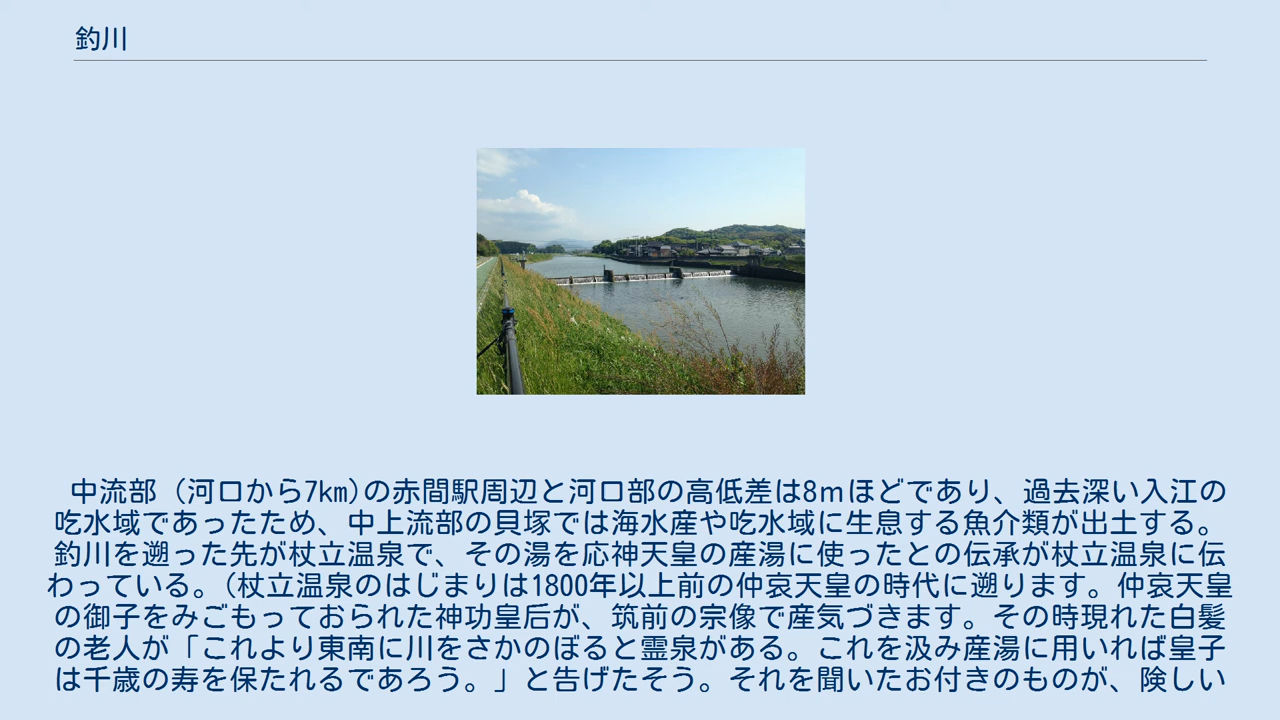 釣川
中流部（河口から7km)の赤間駅周辺と河口部の高低差は8ｍほどであり、過去深い入江の
吃水域であったため、中上流部の貝塚では海水産や吃水域に生息する魚介類が出土する。
釣川を遡った先が杖立温泉で、その湯を応神天皇の産湯に使ったとの伝承が杖立温泉に伝
わっている。（杖立温泉のはじまりは1800年以上前の仲哀天皇の時代に遡ります。仲哀天皇
の御子をみごもっておられた神功皇后が、筑前の宗像で産気づきます。その時現れた白髪
の老人が「これより東南に川をさかのぼると霊泉がある。これを汲み産湯に用いれば皇子
は千歳の寿を保たれるであろう。」と告げたそう。それを聞いたお付きのものが、険しい